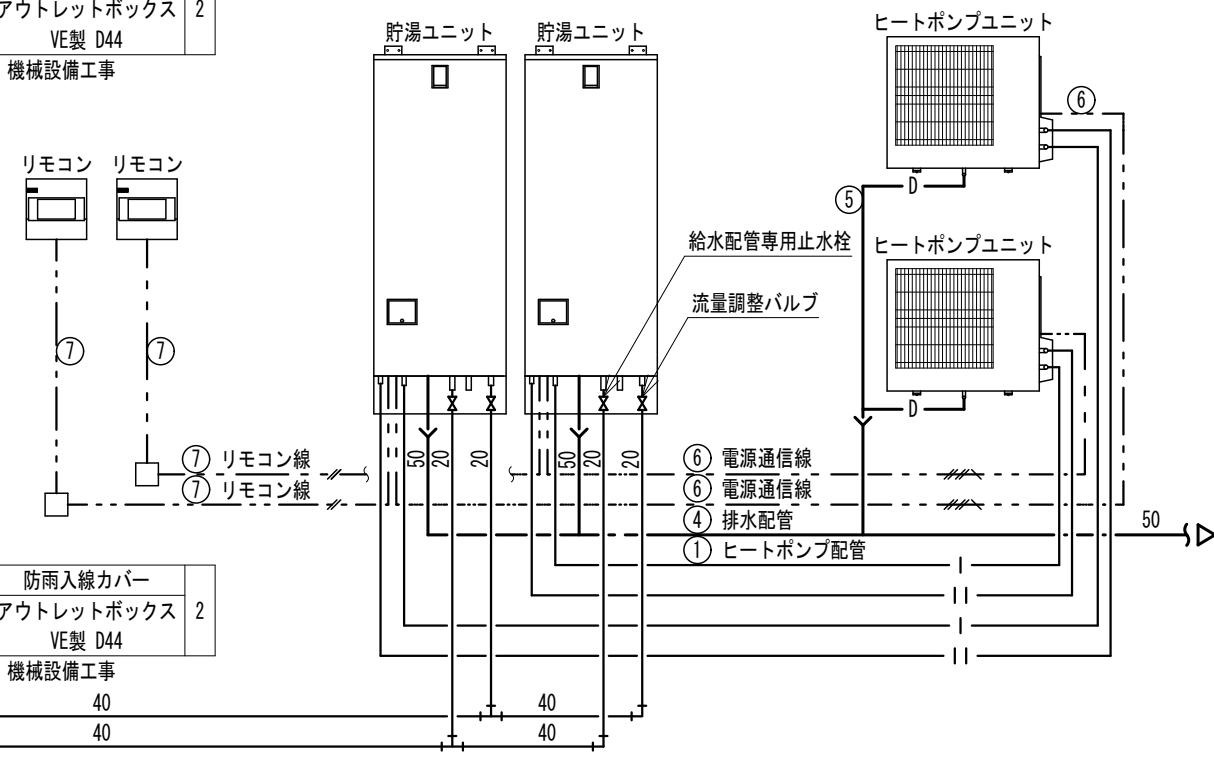 アウトレットボックス 2
VE製 D44
機械設備工事
貯湯ユニット
貯湯ユニット
ヒートポンプユニット
⑥
リモコン
リモコン
D
⑤
給水配管専用止水栓
ヒートポンプユニット
流量調整バルブ
⑦
⑦
D
50
20
20
50
20
20
⑦ リモコン線
⑦ リモコン線
⑥ 電源通信線
⑥ 電源通信線
④ 排水配管
50
① ヒートポンプ配管
防雨入線カバー
アウトレットボックス 2
VE製 D44
機械設備工事
40
40
40
40